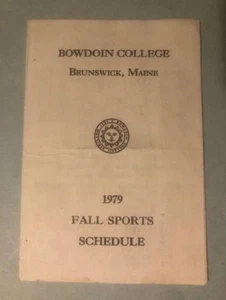 BOWDOIN COLLEGE
BRUNSWICK, MAINE
1979
FALL SPORTS
SCHEDULE